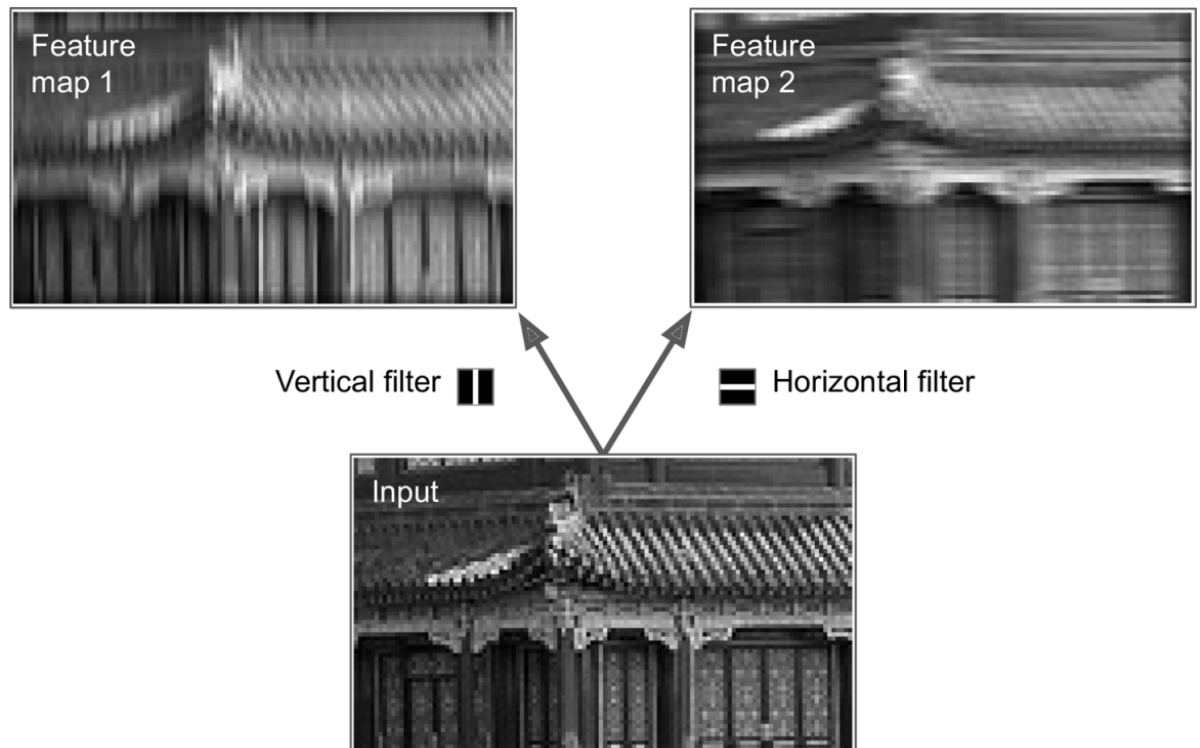 Feature
map 1
Feature
map 2
Vertical filter
Horizontal filter
Input